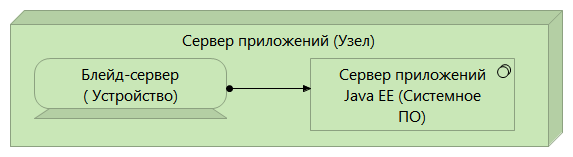 Сервер приложений (Узел)
Блейд-сервер
( Устройство)
Сервер приложений
Java EE (Системное
ПО)